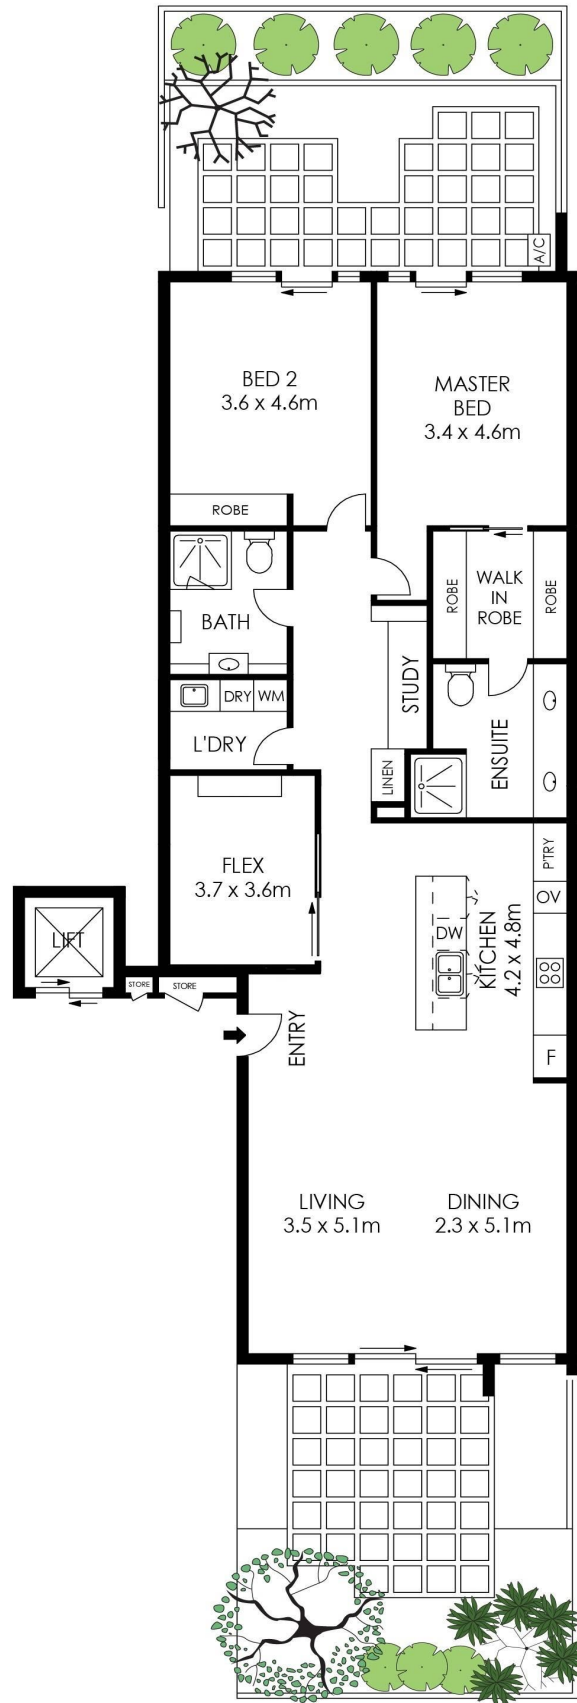 A/C
BED 2
3.6 x 4.6m
MASTER
BED
3.4 x 4.6m
ROBE
BATH
ROBE
WALK
IN
ROBE
ROBE
DRY
WM
L'DRY
STUDY
LINEN
ENSUITE
FLEX
3.7 x 3.6m
P'TRY
OV
DW
KITCHEN
4.2 x 4.8m
F
LIFT
STORE
STORE
ENTRY
LIVING
3.5 x 5.1m
DINING
2.3 x 5.1m